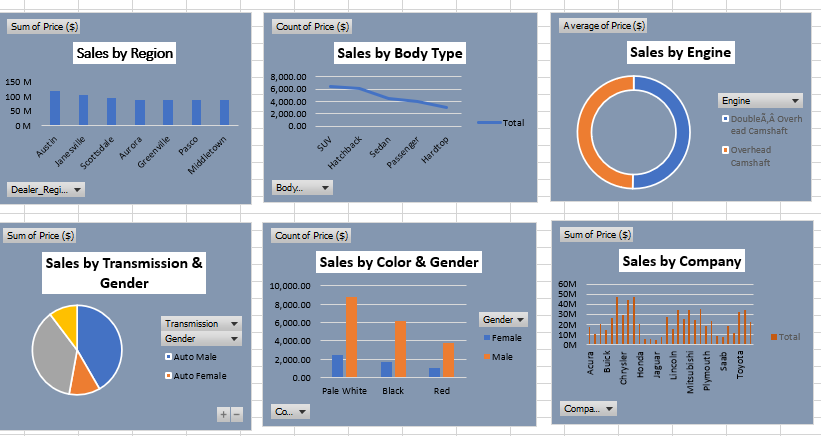 Sum of Price ($)
Sales by Region
150 M
100 M
50 M
0 M
Austin
Janesville
Scottsdale
Aurora
Greenville
Pasco
Middletown
Dealer_Regi...
Count of Price ($)
Sales by Body Type
8,000.00
6,000.00
4,000.00
2,000.00
0.00
SUV
Hatchback
Sedan
Passenger
Hardtop
Total
Body...
Average of Price ($)
Sales by Engine
Engine
DoubleÃ‚Â Overh
ead Camshaft
Overhead
Camshaft
Sum of Price ($)
Sales by Transmission &
Gender
Transmission
Gender
Auto Male
Auto Female
+ −
Count of Price ($)
Sales by Color & Gender
10,000.00
8,000.00
6,000.00
4,000.00
2,000.00
0.00
Pale White
Black
Red
Gender
Female
Male
Co...
Sum of Price ($)
Sales by Company
60M
50M
40M
30M
20M
10M
0M
Acura
Buick
Chrysler
Honda
Jaguar
Lincoln
Mitsubishi
Plymouth
Saab
Toyota
Total
Compa...